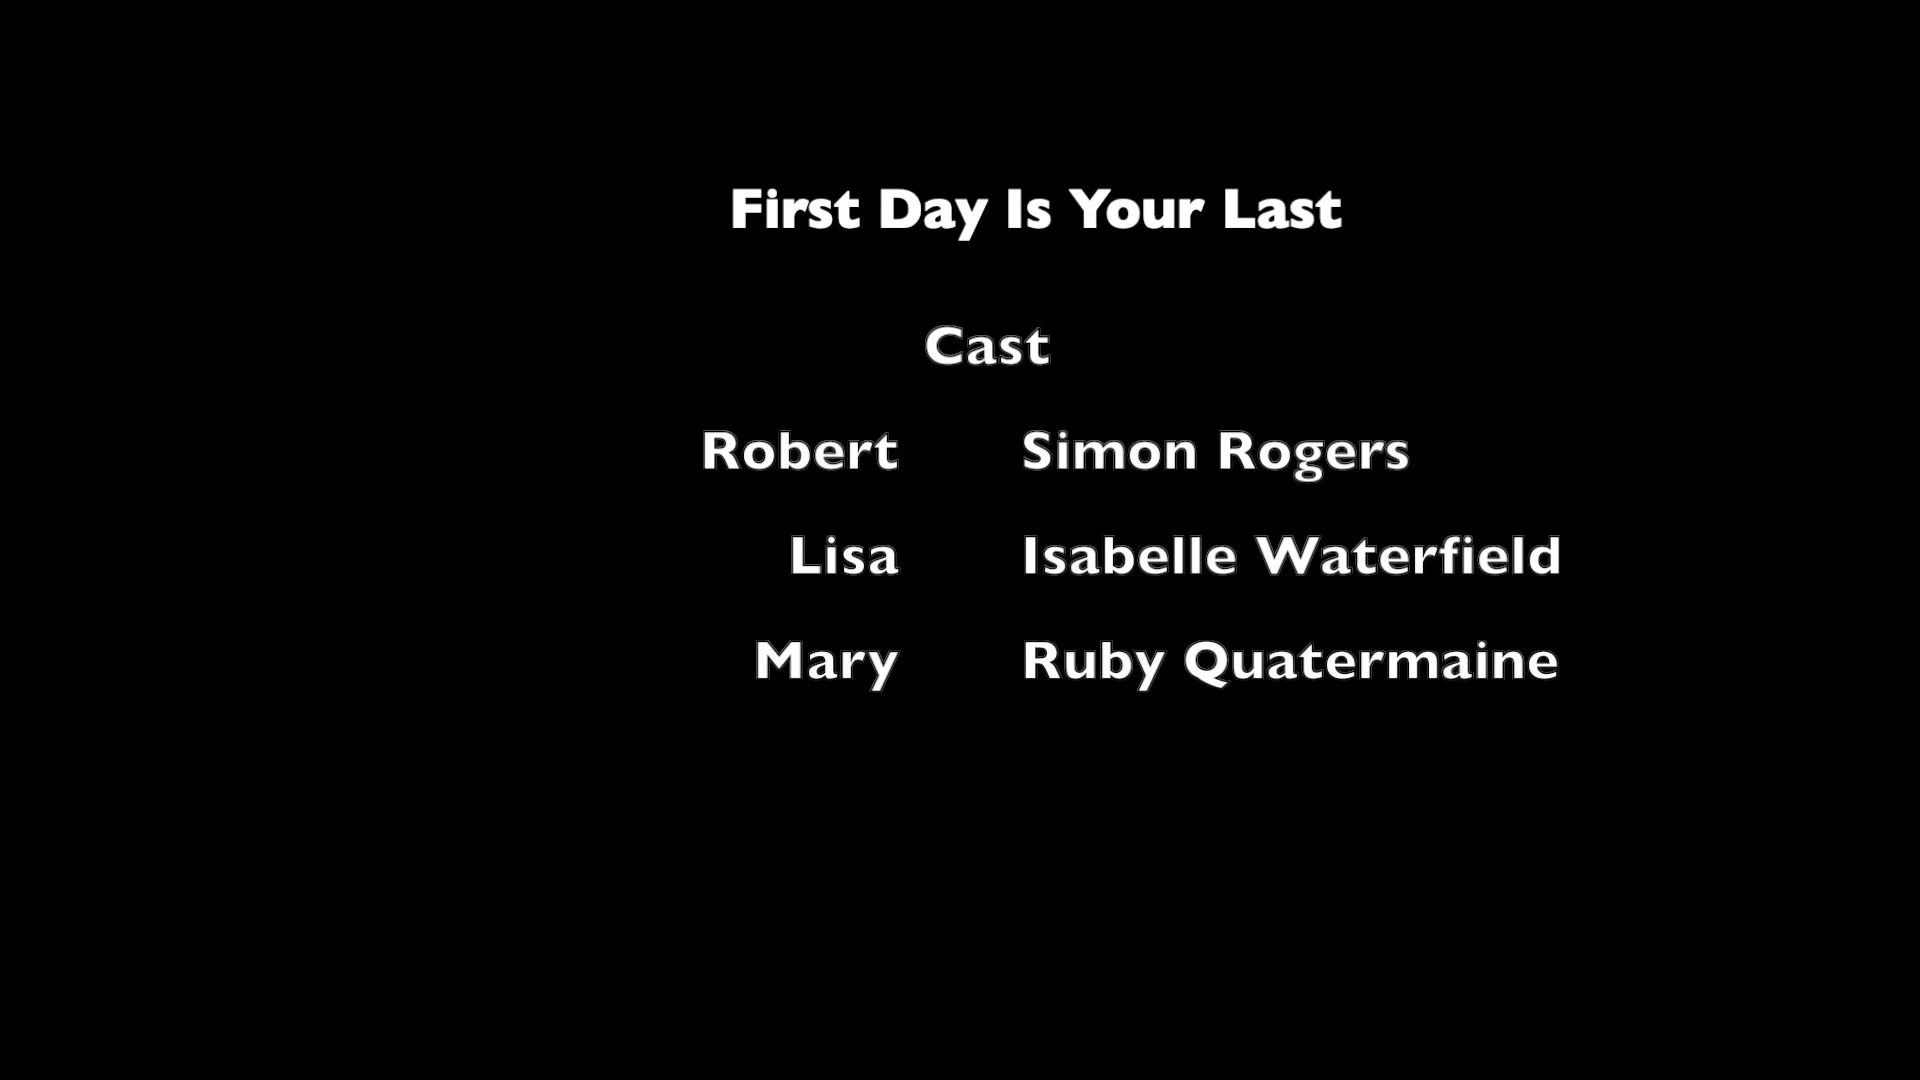 First Day Is Your Last
Cast
Robert Simon Rogers
Lisa Isabelle Waterfield
Mary Ruby Quatermaine